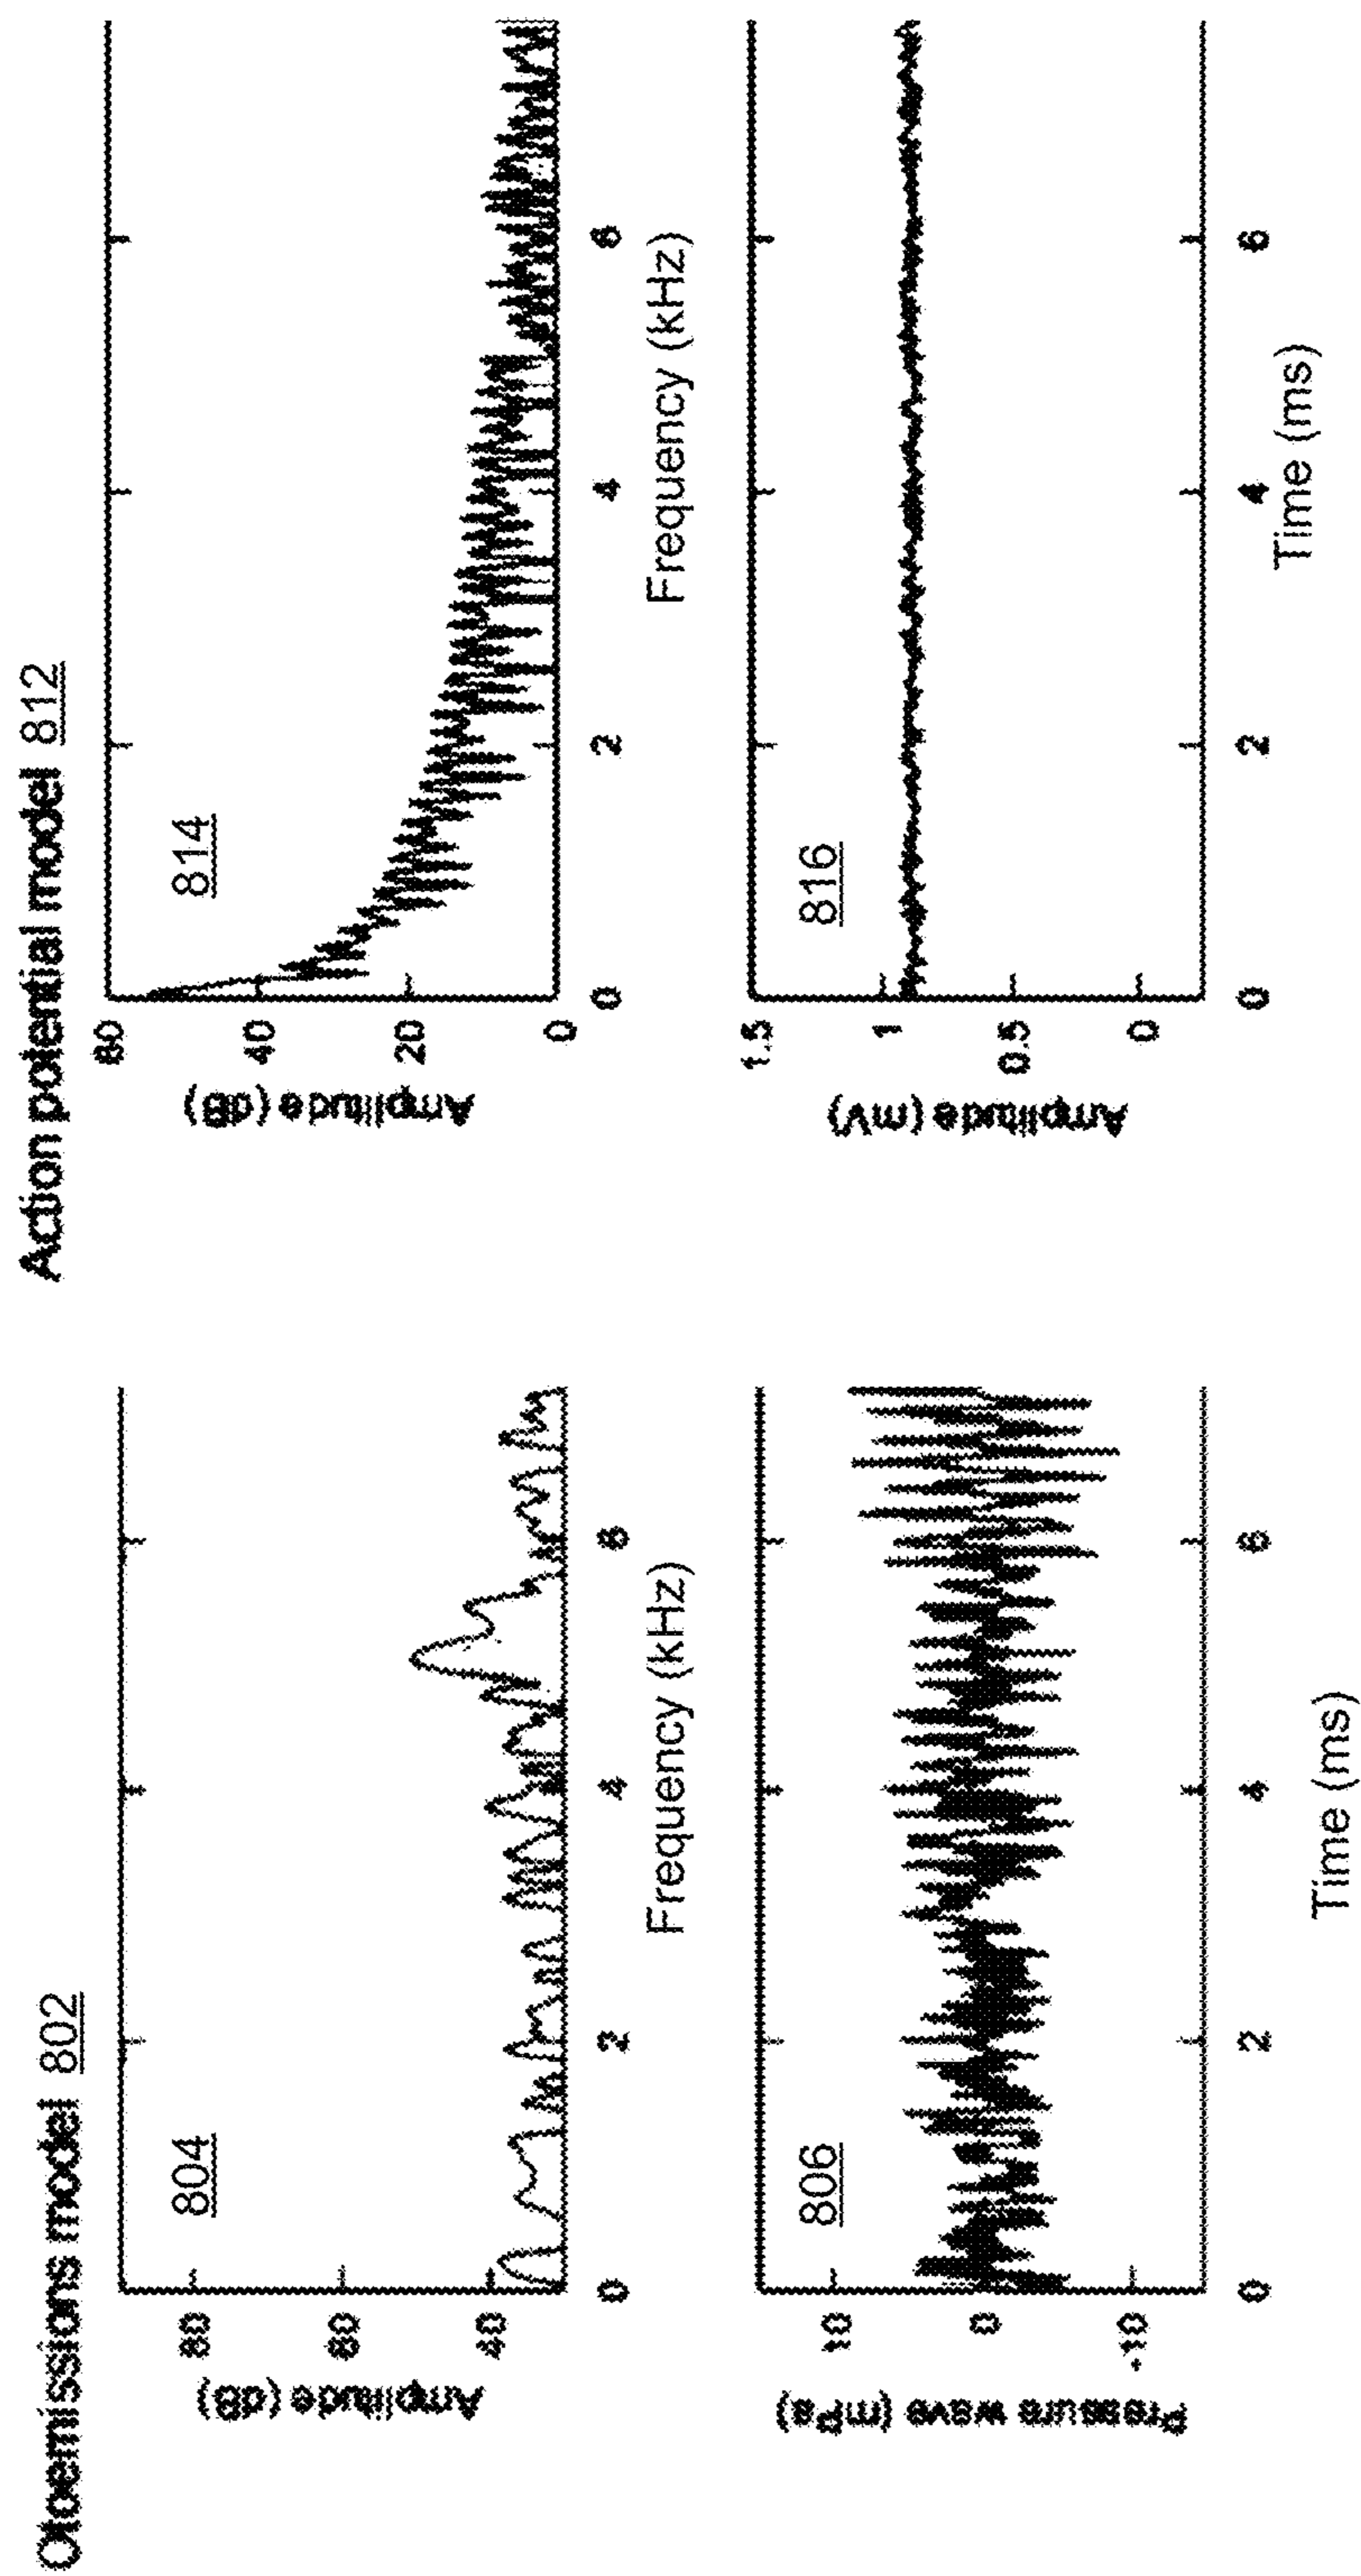 Otoemissions model 802
804
Amplitude (dB)
80
60
40
0 2 4 6
Frequency (kHz)
806
Pressure wave (mPa)
10
0
-10
0 2 4 6
Time (ms)
Action potential model 812
814
Amplitude (dB)
60
40
20
0
0 2 4 6
Frequency (kHz)
816
Amplitude (mV)
1.5
1
0.5
0
0 2 4 6
Time (ms)